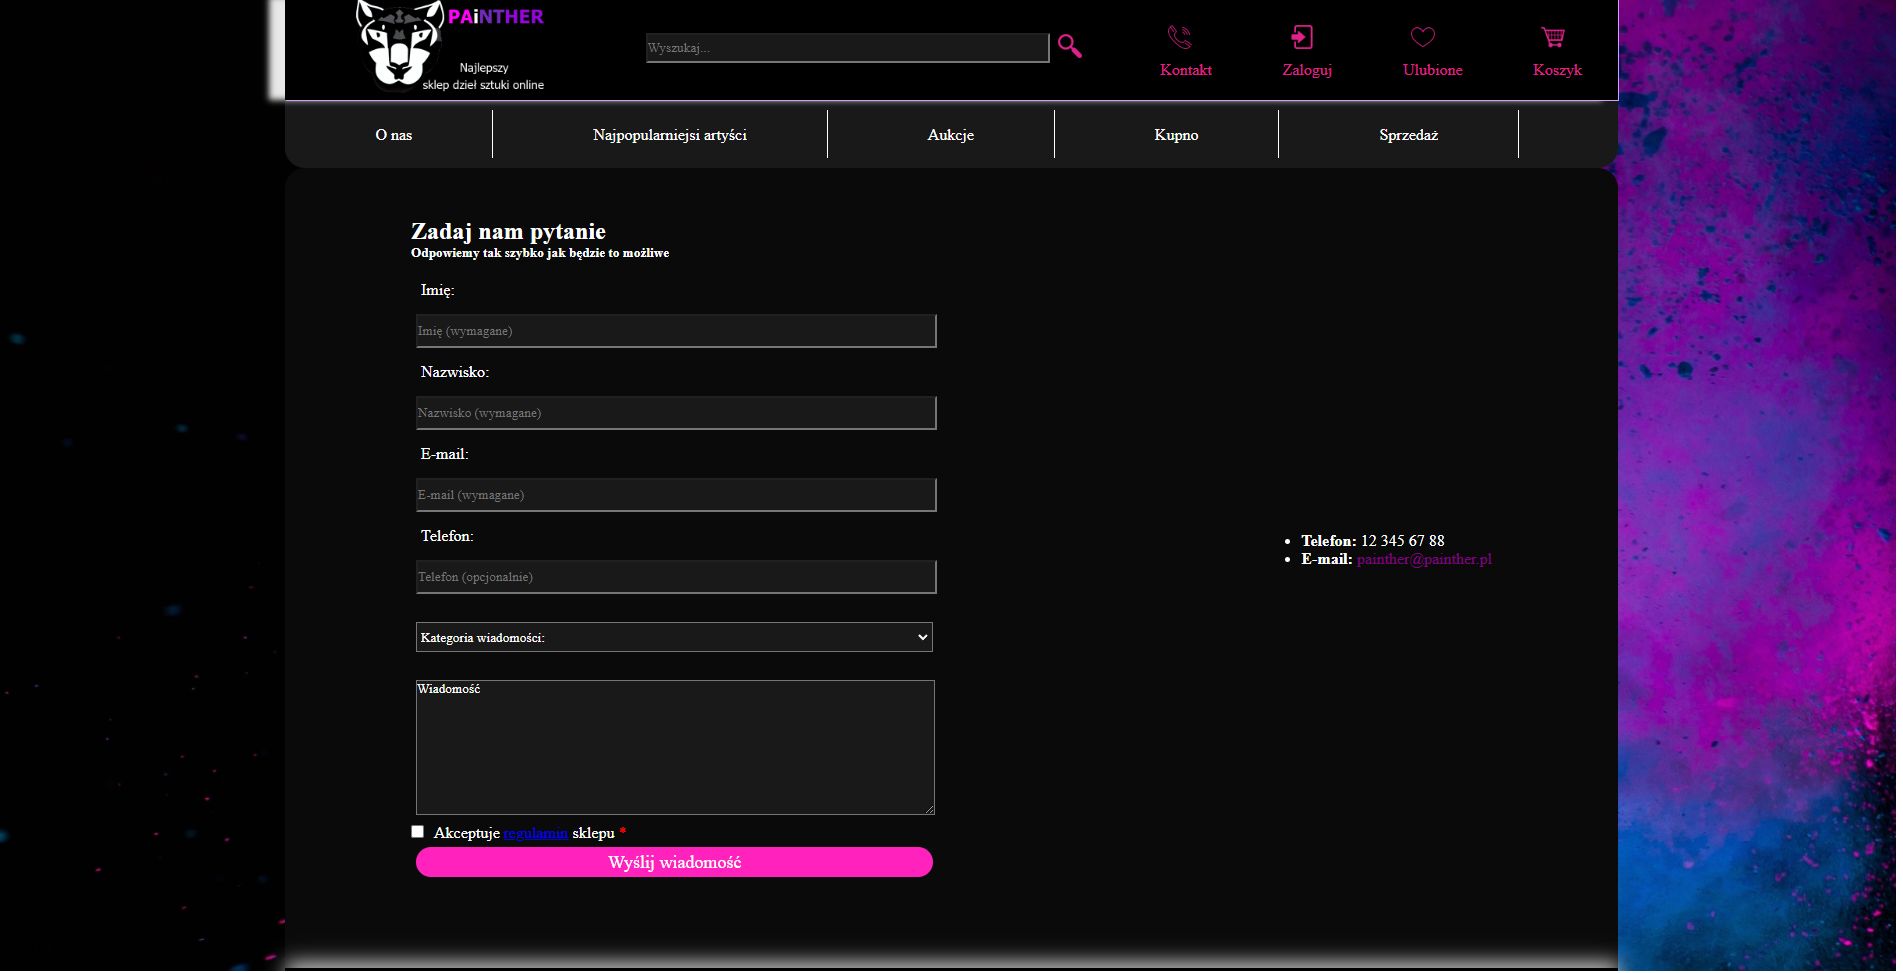 PAiNTHER
Najlepszy
sklep dzieł sztuki online
Wyszukaj...
Kontakt
Zaloguj
Ulubione
Koszyk
O nas
Najpopularniejsi artyści
Aukcje
Kupno
Sprzedaż
Zadaj nam pytanie
Odpowiemy tak szybko jak będzie to możliwe
Imię:
Imię (wymagane)
Nazwisko:
Nazwisko (wymagane)
E-mail:
E-mail (wymagane)
Telefon:
Telefon (opcjonalnie)
Kategoria wiadomości:
Wiadomość
Akceptuje regulamin sklepu *
Wyślij wiadomość
Telefon: 12 345 67 88
E-mail: painther@painther.pl